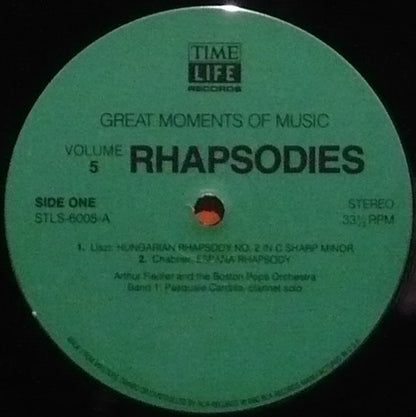 TIME
LIFE
RECORDS
GREAT MOMENTS OF MUSIC
VOLUME
5
RHAPSODIES
SIDE ONE
STLS-6005-A
STEREO
33⅓ RPM
1. Liszt: HUNGARIAN RHAPSODY NO. 2 IN C SHARP MINOR
2. Chabrier: ESPAÑA RHAPSODY
Arthur Fiedler and the Boston Pops Orchestra
Band 1: Pasquale Cardillo, clarinet solo